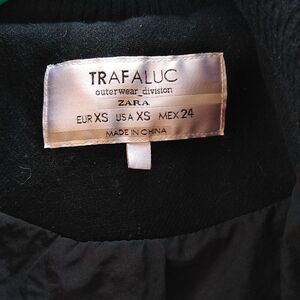 TRAFALUC
outerwear_division
ZARA
EUR XS USA XS MEX 24
MADE IN CHINA